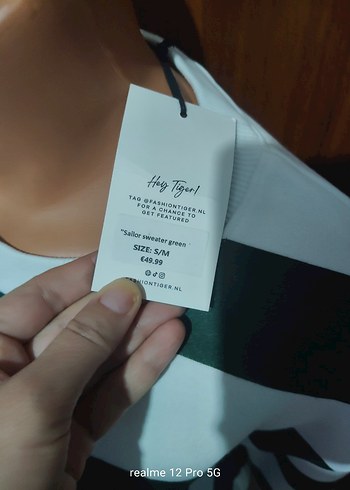 Hey Tiger!
TAG @FASHIONTIGER.NL
FOR A CHANCE TO
GET FEATURED
"Sailor sweater green
SIZE: S/M
€49.99
FASHIONTIGER.NL
realme 12 Pro 5G